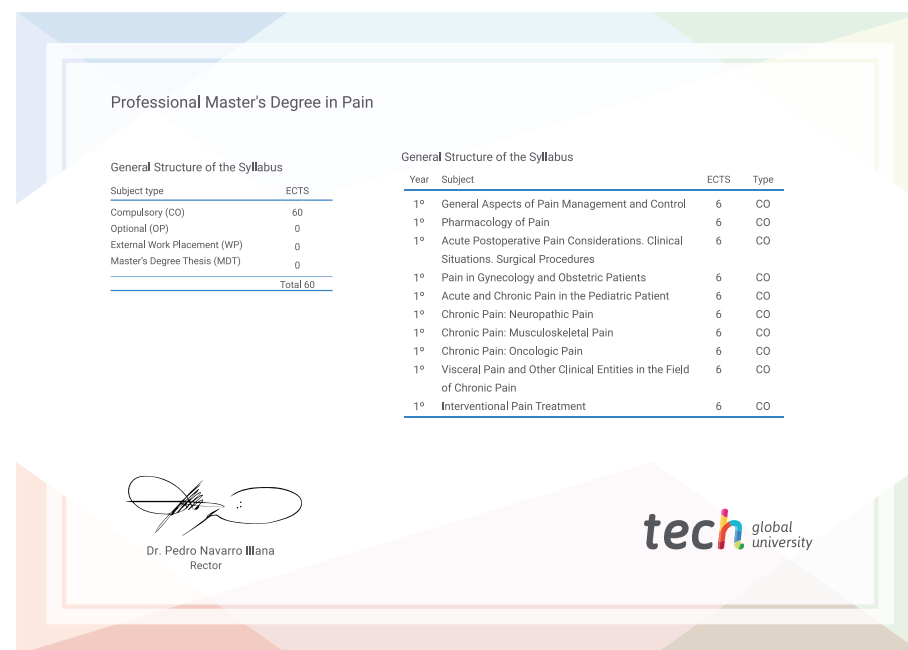 Professional Master's Degree in Pain
General Structure of the Syllabus
Subject type ECTS
Compulsory (CO) 60
Optional (OP) 0
External Work Placement (WP) 0
Master's Degree Thesis (MDT) 0
Total 60
General Structure of the Syllabus
Year Subject ECTS Type
1º General Aspects of Pain Management and Control 6 CO
1º Pharmacology of Pain 6 CO
1º Acute Postoperative Pain Considerations. Clinical 6 CO
Situations. Surgical Procedures
1º Pain in Gynecology and Obstetric Patients 6 CO
1º Acute and Chronic Pain in the Pediatric Patient 6 CO
1º Chronic Pain: Neuropathic Pain 6 CO
1º Chronic Pain: Musculoskeletal Pain 6 CO
1º Chronic Pain: Oncologic Pain 6 CO
1º Visceral Pain and Other Clinical Entities in the Field 6 CO
of Chronic Pain
1º Interventional Pain Treatment 6 CO
Dr. Pedro Navarro Illana
Rector
tech global
university